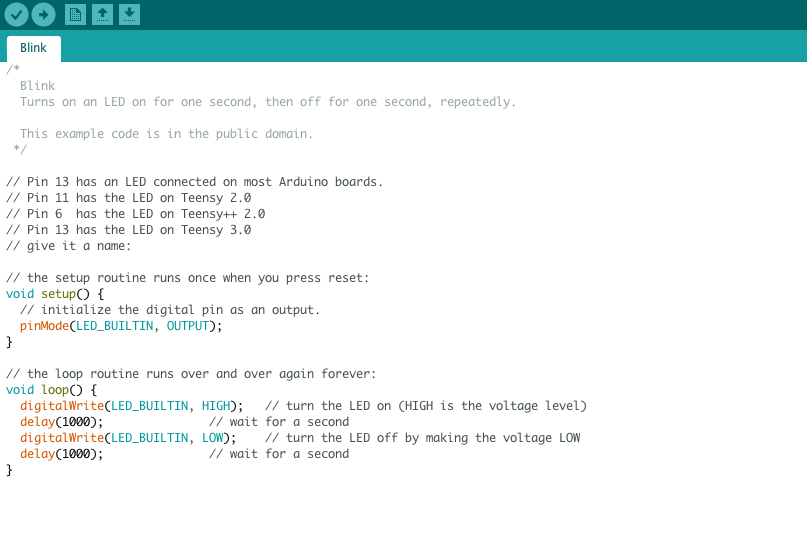 Blink
/*
  Blink
  Turns on an LED on for one second, then off for one second, repeatedly.

  This example code is in the public domain.
 */

// Pin 13 has an LED connected on most Arduino boards.
// Pin 11 has the LED on Teensy 2.0
// Pin 6  has the LED on Teensy++ 2.0
// Pin 13 has the LED on Teensy 3.0
// give it a name:

// the setup routine runs once when you press reset:
void setup() {
  // initialize the digital pin as an output.
  pinMode(LED_BUILTIN, OUTPUT);
}

// the loop routine runs over and over again forever:
void loop() {
  digitalWrite(LED_BUILTIN, HIGH);   // turn the LED on (HIGH is the voltage level)
  delay(1000);               // wait for a second
  digitalWrite(LED_BUILTIN, LOW);    // turn the LED off by making the voltage LOW
  delay(1000);               // wait for a second
}